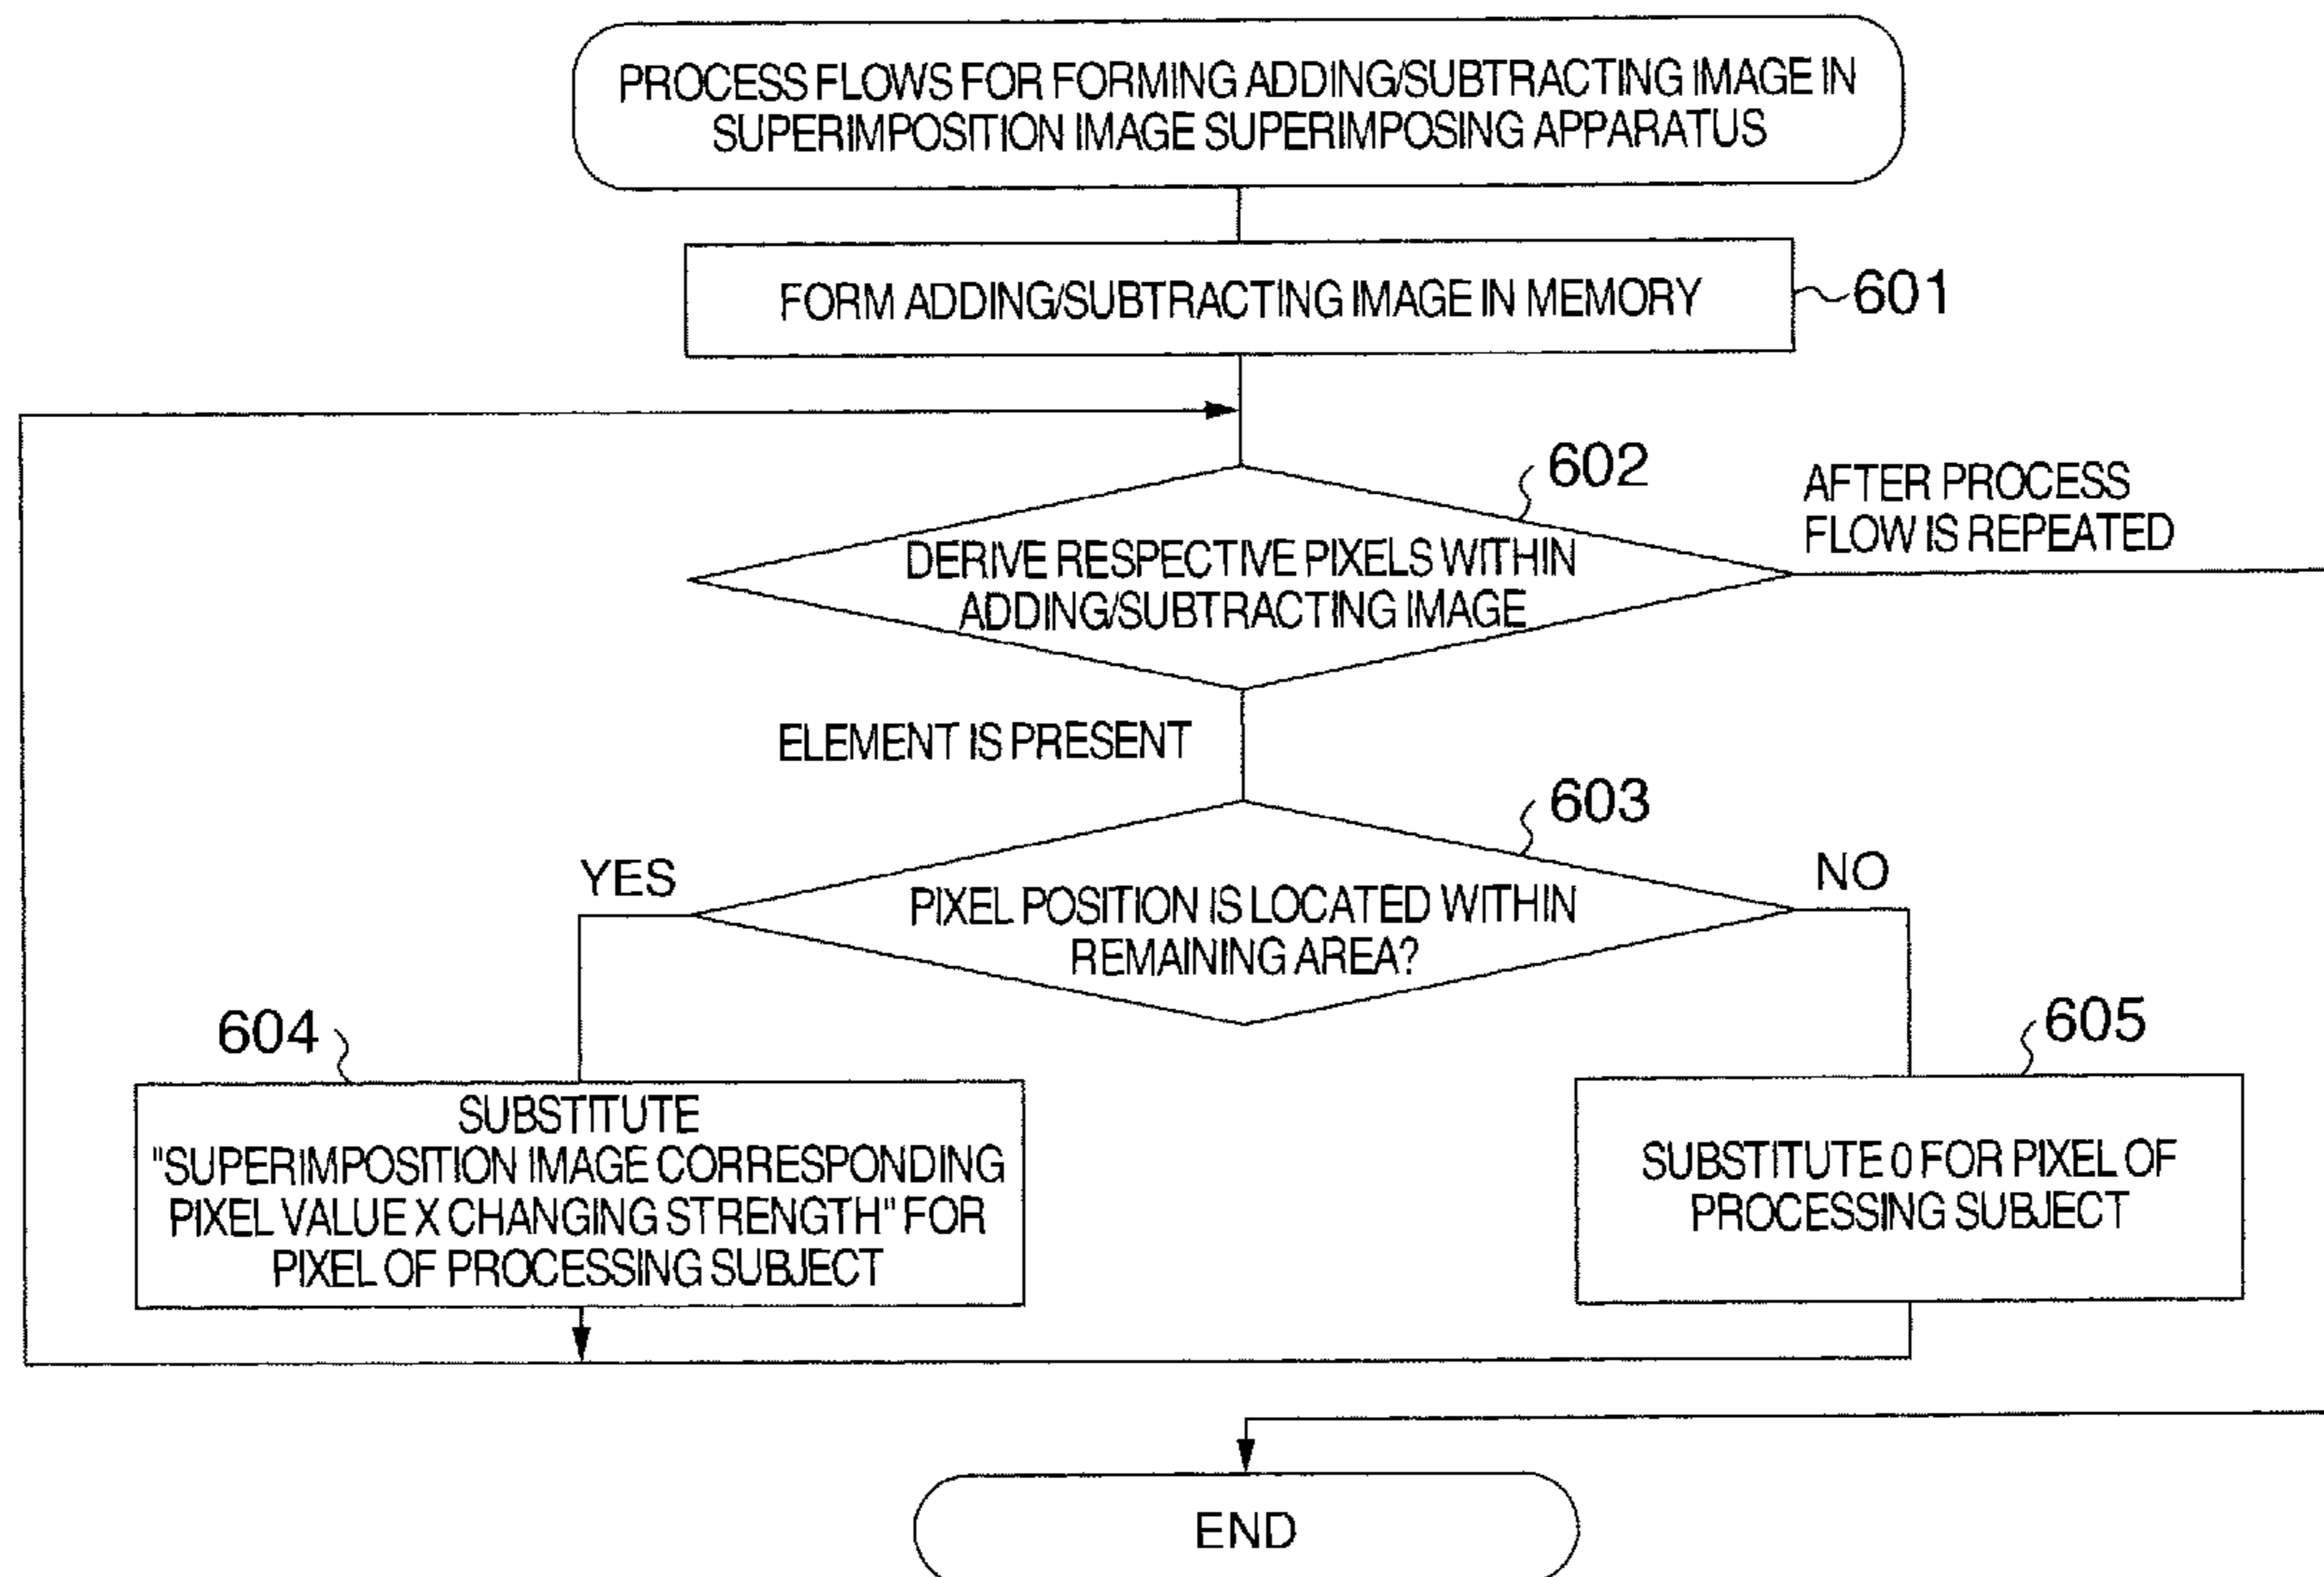 PROCESS FLOWS FOR FORMING ADDING/SUBTRACTING IMAGE IN
SUPERIMPOSITION IMAGE SUPERIMPOSING APPARATUS
FORM ADDING/SUBTRACTING IMAGE IN MEMORY
601
602
AFTER PROCESS
FLOW IS REPEATED
DERIVE RESPECTIVE PIXELS WITHIN
ADDING/SUBTRACTING IMAGE
ELEMENT IS PRESENT
603
YES
NO
PIXEL POSITION IS LOCATED WITHIN
REMAINING AREA?
604
605
SUBSTITUTE
"SUPERIMPOSITION IMAGE CORRESPONDING
PIXEL VALUE X CHANGING STRENGTH" FOR
PIXEL OF PROCESSING SUBJECT
SUBSTITUTE 0 FOR PIXEL OF
PROCESSING SUBJECT
END